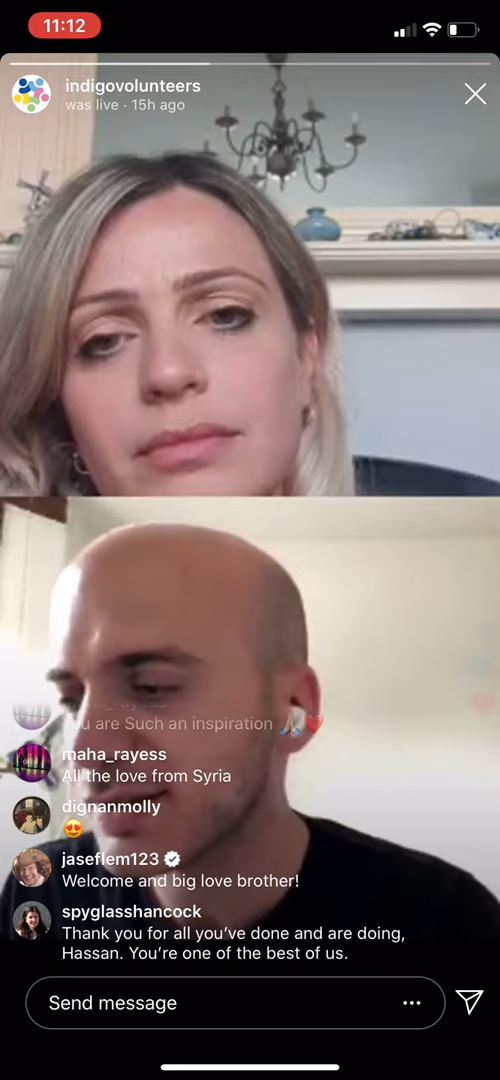 11:12
indigovolunteers
was live · 15h ago
You are Such an inspiration 🙏🏼❤️
maha_rayess
All the love from Syria
dignanmolly
😍
jaseflem123
Welcome and big love brother!
spyglasshancock
Thank you for all you’ve done and are doing,
Hassan. You’re one of the best of us.
Send message